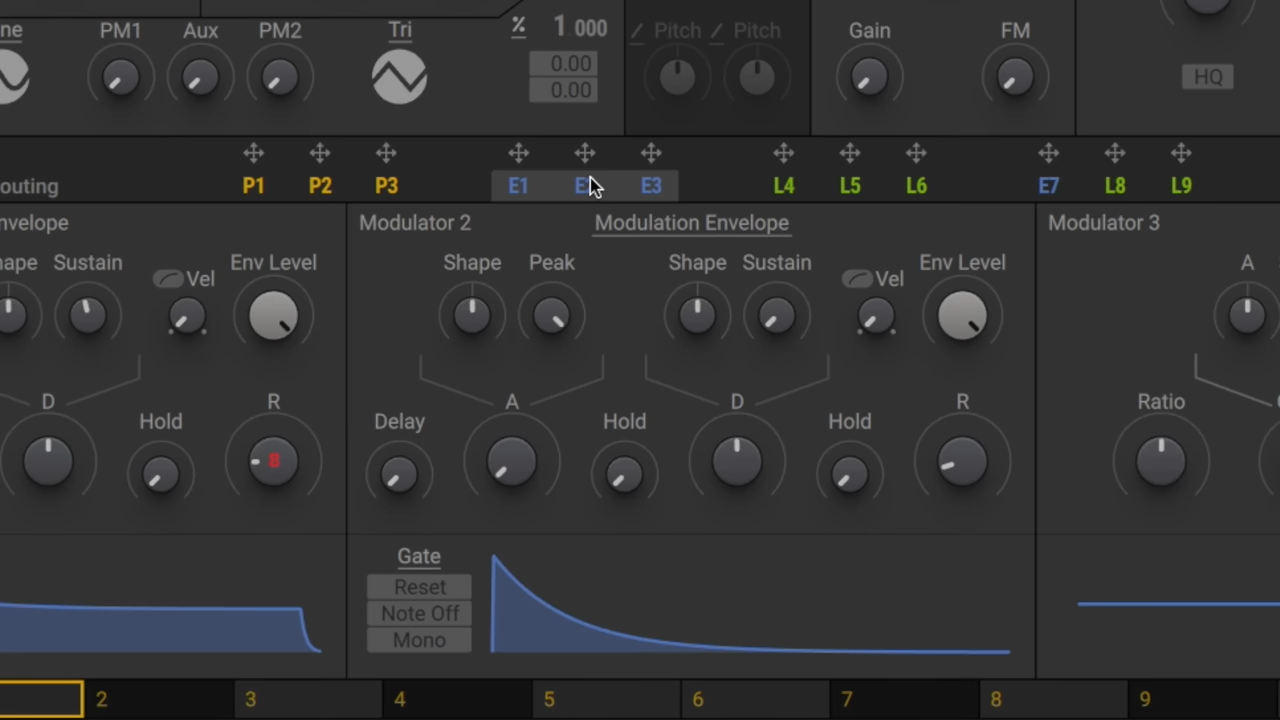 ne PM1 Aux PM2 Tri % 1 000 Pitch Pitch Gain FM
0.00
0.00
HQ
outing P1 P2 P3 E1 E3 L4 L5 L6 E7 L8 L9
nvelope Modulator 2 Modulation Envelope Modulator 3
hape Sustain Vel Env Level Shape Peak Shape Sustain Vel Env Level A
D Hold R Delay A Hold D Hold R Ratio
8
Gate
Reset
Note Off
Mono
2 3 4 5 6 7 8 9